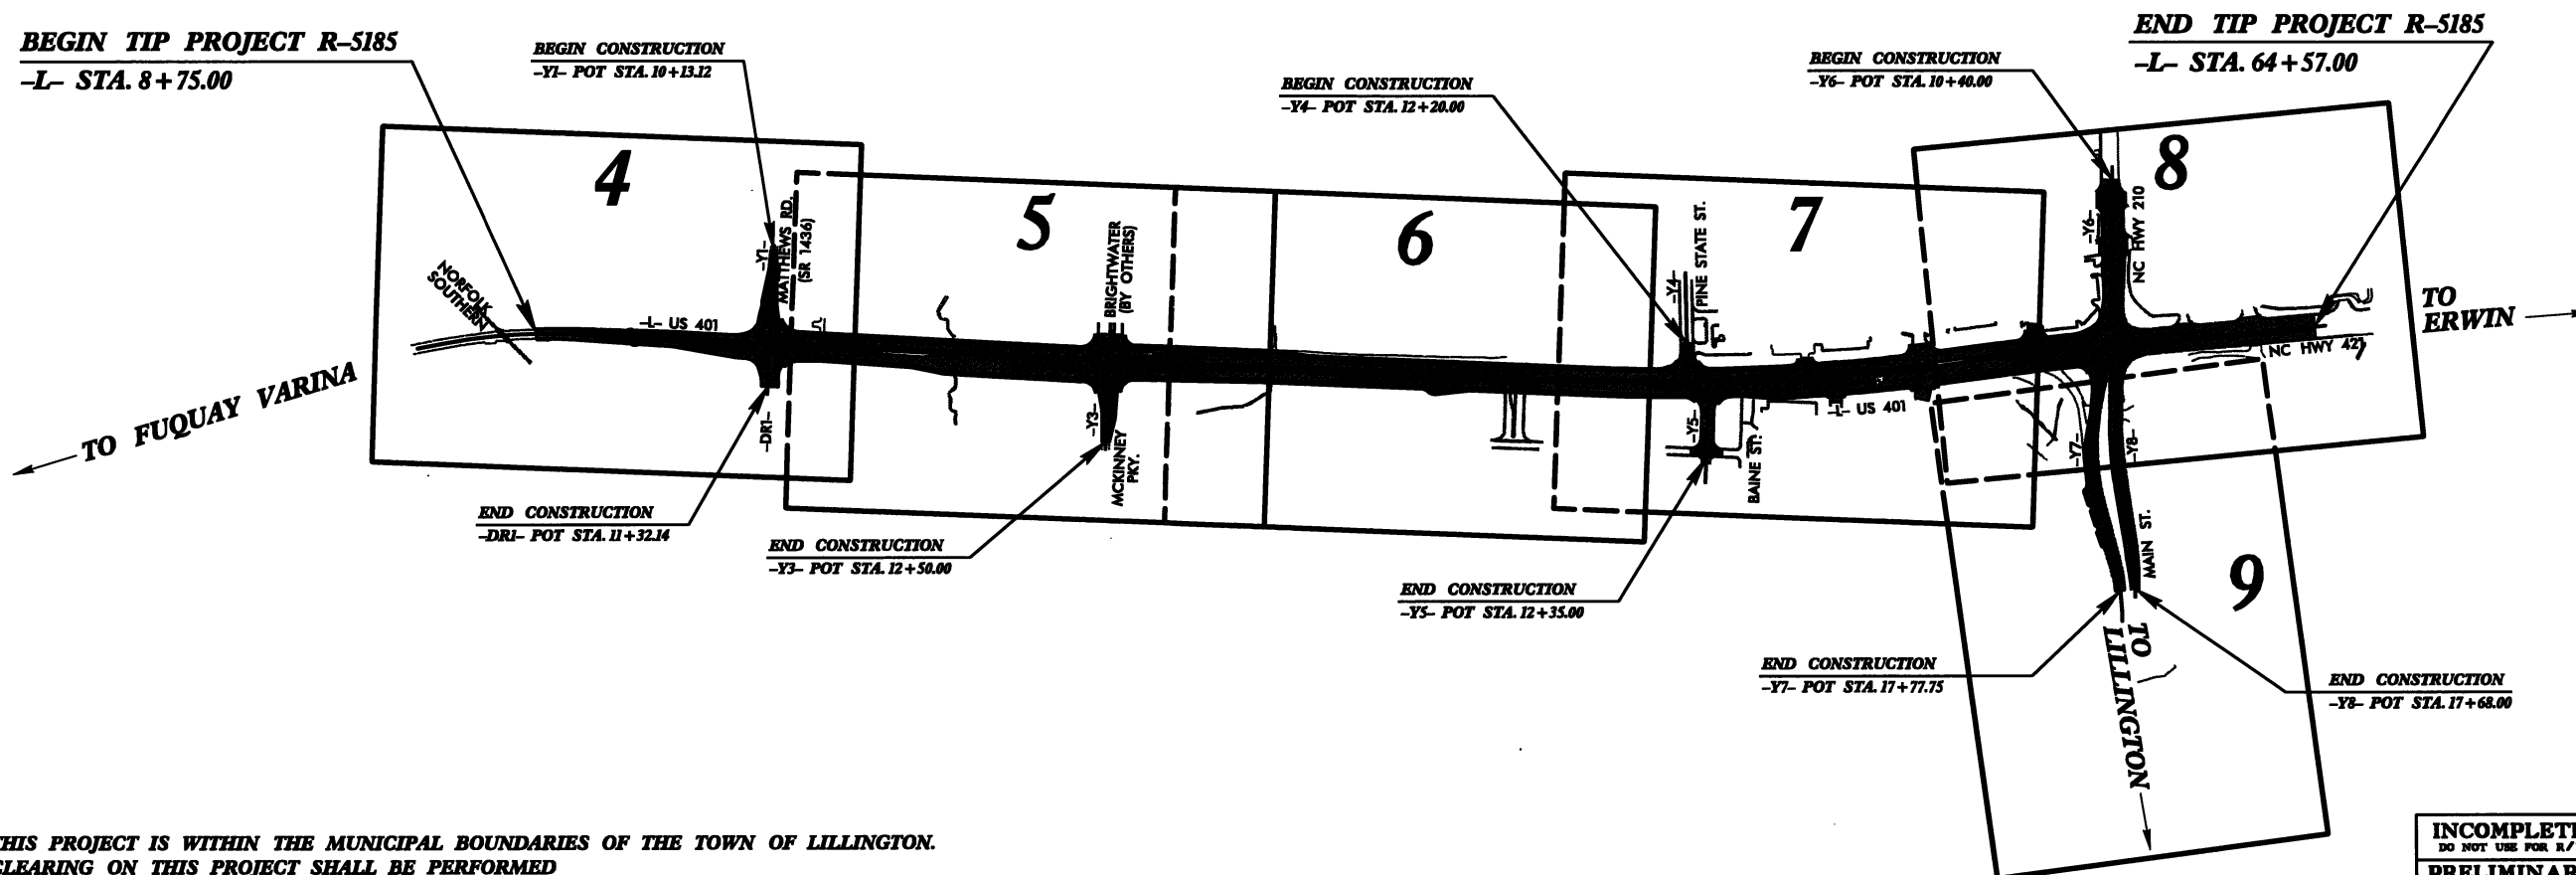 BEGIN TIP PROJECT R-5185
-L- STA. 8+75.00
BEGIN CONSTRUCTION
-Y1- POT STA. 10+13.12
BEGIN CONSTRUCTION
-Y4- POT STA. 12+20.00
BEGIN CONSTRUCTION
-Y6- POT STA. 10+40.00
END TIP PROJECT R-5185
-L- STA. 64+57.00
4
5
6
7
8
9
NORFOLK
SOUTHERN
-L- US 401
-Y1-
MATTHEWS RD.
(SR 1436)
-DR1-
BRIGHTWATER
(BY OTHERS)
-Y3-
MCKINNEY
PKY.
-Y4-
PINE STATE ST.
-Y5-
BAINE ST.
-L- US 401
-Y6-
NC HWY 210
NC HWY 421
-Y7-
-Y8-
MAIN ST.
TO
ERWIN
TO FUQUAY VARINA
TO
LILLINGTON
END CONSTRUCTION
-DR1- POT STA. 11+32.14
END CONSTRUCTION
-Y3- POT STA. 12+50.00
END CONSTRUCTION
-Y5- POT STA. 12+35.00
END CONSTRUCTION
-Y7- POT STA. 17+77.75
END CONSTRUCTION
-Y8- POT STA. 17+68.00
THIS PROJECT IS WITHIN THE MUNICIPAL BOUNDARIES OF THE TOWN OF LILLINGTON.
CLEARING ON THIS PROJECT SHALL BE PERFORMED
INCOMPLETE
DO NOT USE FOR R/
PRELIMINAR